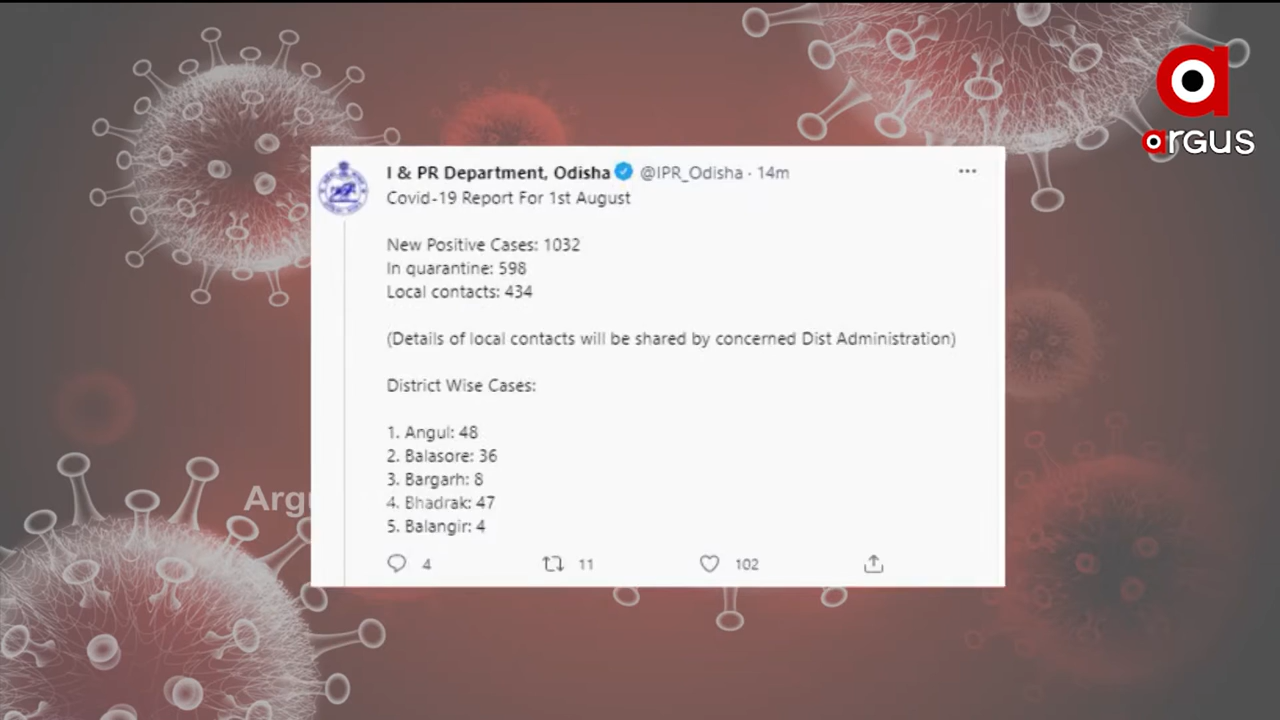 argus
I & PR Department, Odisha @IPR_Odisha · 14m
Covid-19 Report For 1st August
New Positive Cases: 1032
In quarantine: 598
Local contacts: 434
(Details of local contacts will be shared by concerned Dist Administration)
District Wise Cases:
1. Angul: 48
2. Balasore: 36
3. Bargarh: 8
4. Bhadrak: 47
5. Balangir: 4
4 11 102